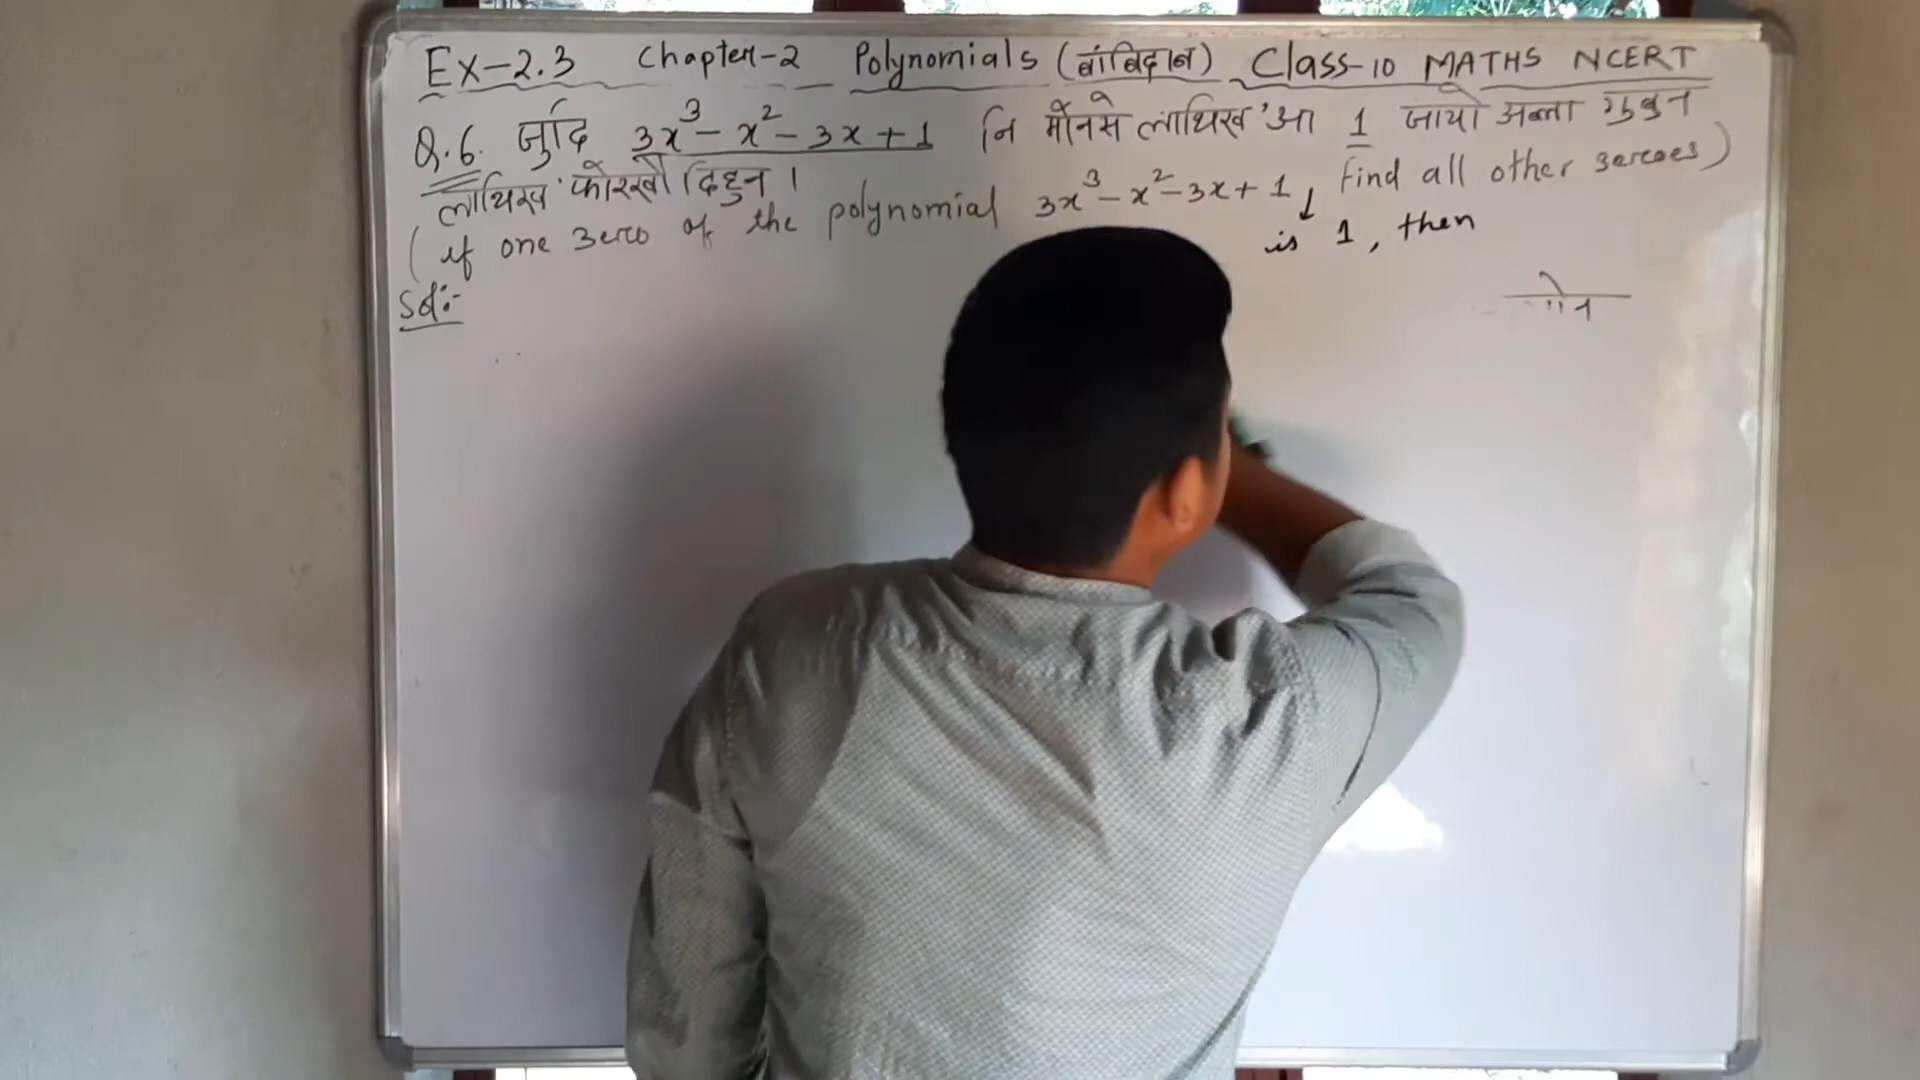 Ex-2.3 Chapter-2 Polynomials (बांबिदान) Class-10 MATHS NCERT
Q.6. जुदि 3x³ - x² - 3x + 1 नि मोनसे लाथिख'आ 1 जायो अब्ला गुबुन
लाथिख'फोरखौ दिहुन।
(if one zero of the polynomial 3x³ - x² - 3x + 1, Find all other zeroes)
↓
is 1, then
Sol:-